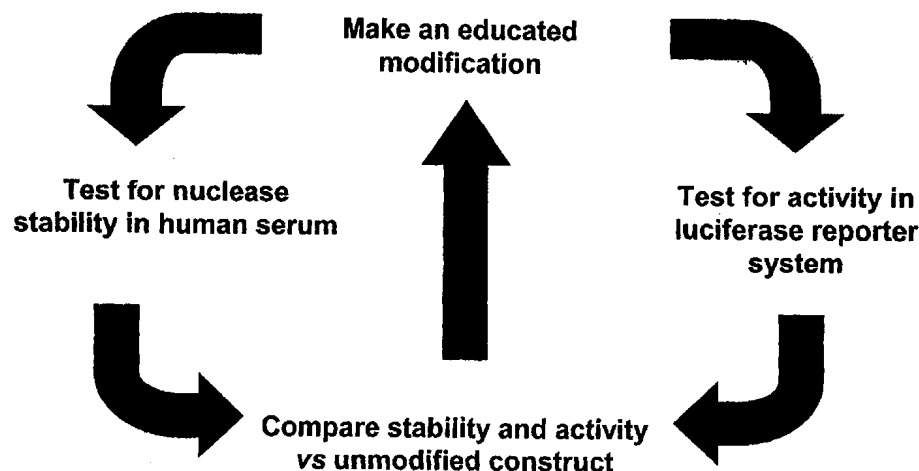 Make an educated
modification
Test for nuclease
stability in human serum
Test for activity in
luciferase reporter
system
Compare stability and activity
vs unmodified construct